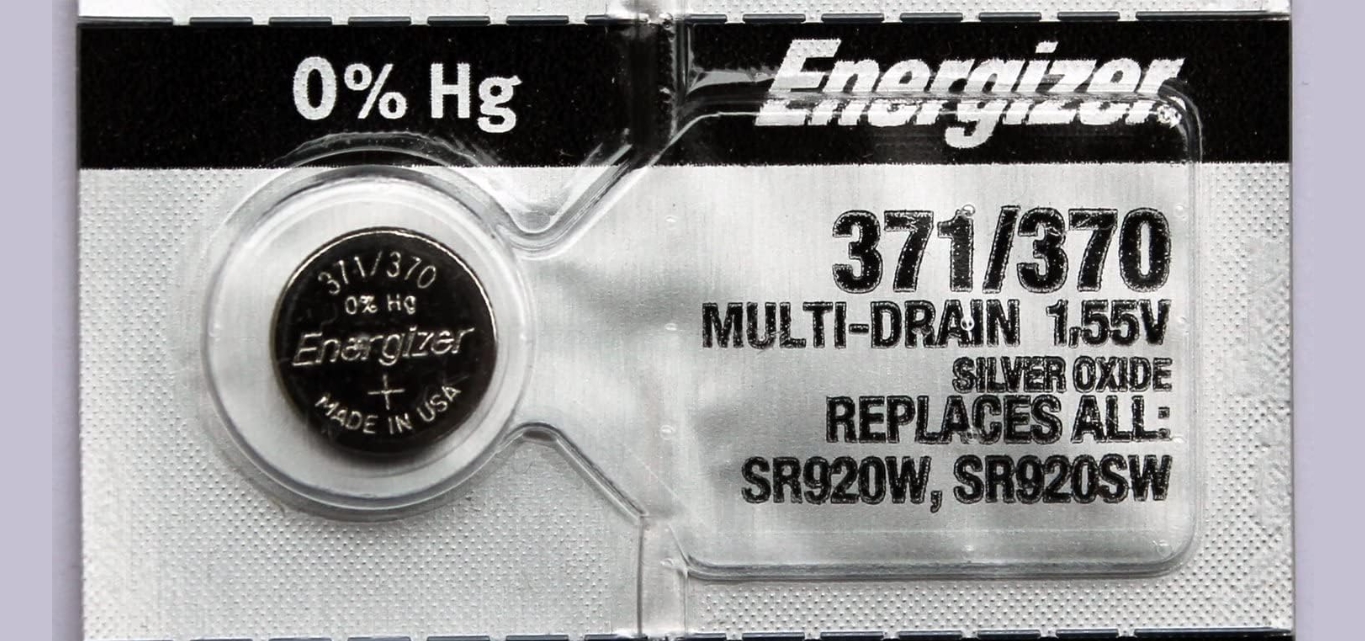 0% Hg
Energizer
371/370
0% Hg
Energizer
+
MADE IN USA
371/370
MULTI-DRAIN 1.55V
SILVER OXIDE
REPLACES ALL:
SR920W, SR920SW